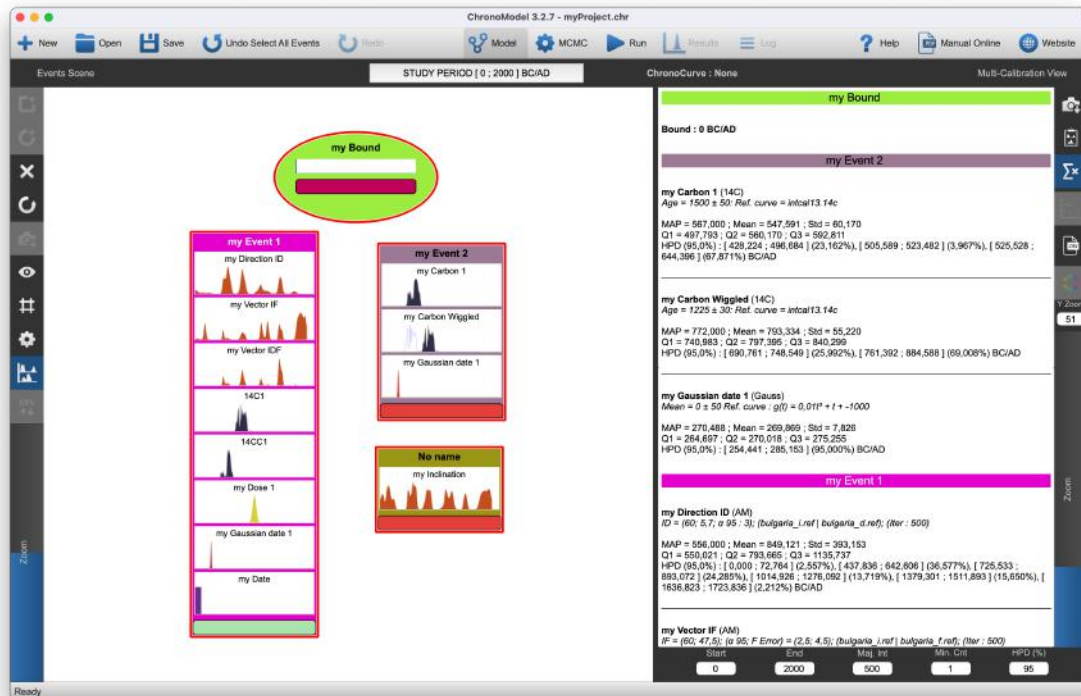 ChronoModel 3.2.7 - myProject.chr
New Open Save Undo Select All Events Redo Model MCMC Run Results Log Help Manual Online Website
Events Scene STUDY PERIOD [ 0 ; 2000 ] BC/AD ChronoCurve : None Multi-Calibration View
my Bound
my Event 1
my Direction ID
my Vector IF
my Vector IDF
14C1
14CC1
my Dose 1
my Gaussian date 1
my Date
my Event 2
my Carbon 1
my Carbon Wiggled
my Gaussian date 1
No name
my Inclination
Zoom
my Bound
Bound : 0 BC/AD
my Event 2
my Carbon 1 (14C)
Age = 1500 ± 50: Ref. curve = intcal13.14c
MAP = 567,000 ; Mean = 547,591 ; Std = 60,170
Q1 = 497,793 ; Q2 = 560,170 ; Q3 = 592,811
HPD (95,0%) : [ 428,224 ; 496,684 ] (23,162%), [ 505,589 ; 523,482 ] (3,967%), [ 525,528 ;
644,396 ] (67,871%) BC/AD
my Carbon Wiggled (14C)
Age = 1225 ± 30: Ref. curve = intcal13.14c
MAP = 772,000 ; Mean = 793,334 ; Std = 55,220
Q1 = 740,983 ; Q2 = 797,395 ; Q3 = 840,299
HPD (95,0%) : [ 690,761 ; 748,549 ] (25,992%), [ 761,392 ; 884,588 ] (69,008%) BC/AD
my Gaussian date 1 (Gauss)
Mean = 0 ± 50 Ref. curve : g(t) = 0,01t² + t + -1000
MAP = 270,488 ; Mean = 269,869 ; Std = 7,826
Q1 = 264,697 ; Q2 = 270,018 ; Q3 = 275,255
HPD (95,0%) : [ 254,441 ; 285,153 ] (95,000%) BC/AD
my Event 1
my Direction ID (AM)
ID = (60; 5,7; α 95 : 3); (bulgaria_i.ref | bulgaria_d.ref); (Iter : 500)
MAP = 556,000 ; Mean = 849,121 ; Std = 393,153
Q1 = 550,021 ; Q2 = 793,665 ; Q3 = 1135,737
HPD (95,0%) : [ 0,000 ; 72,764 ] (2,557%), [ 437,836 ; 642,606 ] (36,577%), [ 725,533 ;
893,072 ] (24,285%), [ 1014,926 ; 1276,092 ] (13,719%), [ 1379,301 ; 1511,893 ] (15,650%), [
1636,823 ; 1723,836 ] (2,212%) BC/AD
my Vector IF (AM)
IF = (60; 47,5); (α 95; F Error) = (2,5; 4,5); (bulgaria_i.ref | bulgaria_f.ref); (Iter : 500)
Y Zoom
51
Zoom
Start End Maj. Int Min. Cnt HPD (%)
0 2000 500 1 95
Ready